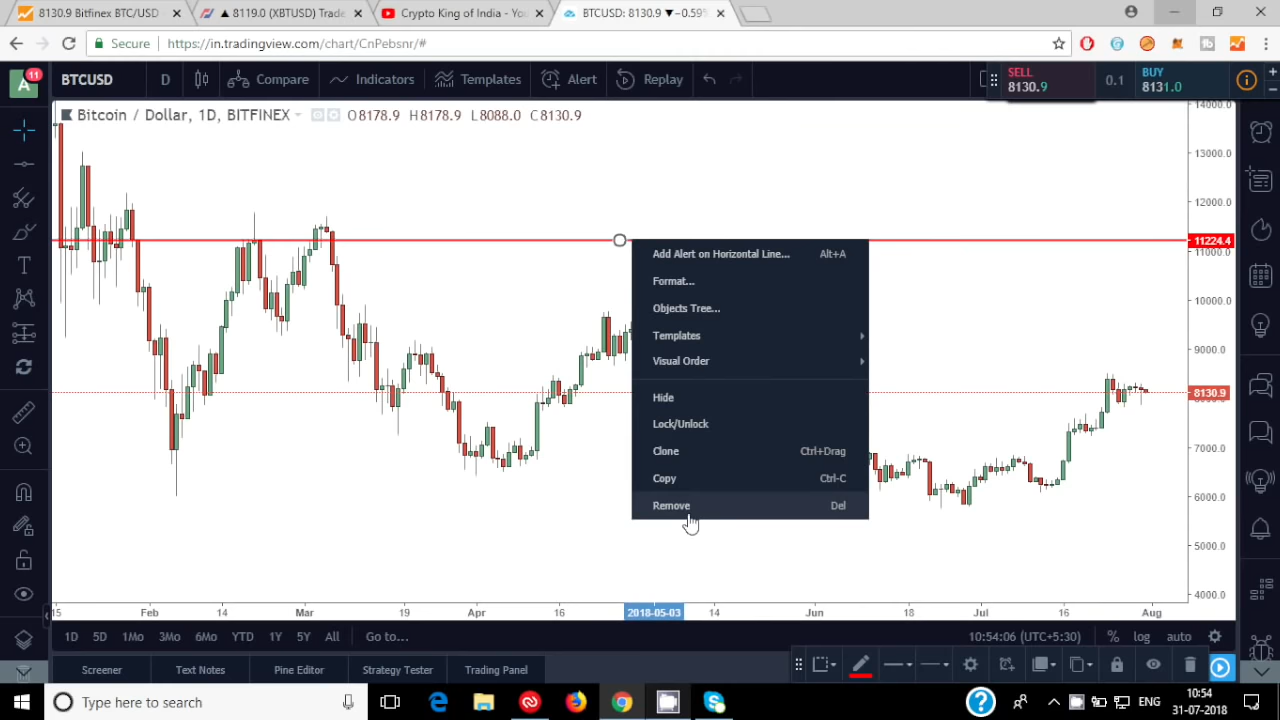 8130.9 Bitfinex BTC/USD
▲ 8119.0 (XBTUSD) Trade
Crypto King of India - You
BTCUSD: 8130.9 ▼ -0.59%
Secure
https://in.tradingview.com/chart/CnPebsnr/#
11
A
BTCUSD
D
Compare
Indicators
Templates
Alert
Replay
SELL
8130.9
0.1
BUY
8131.0
Bitcoin / Dollar, 1D, BITFINEX
O8178.9 H8178.9 L8088.0 C8130.9
14000.0
13000.0
12000.0
11224.4
11000.0
10000.0
9000.0
8130.9
7000.0
6000.0
5000.0
4000.0
Add Alert on Horizontal Line... Alt+A
Format...
Objects Tree...
Templates
Visual Order
Hide
Lock/Unlock
Clone Ctrl+Drag
Copy Ctrl-C
Remove Del
15 Feb 14 Mar 19 Apr 16 2018-05-03 14 Jun 18 Jul 16 Aug
1D 5D 1Mo 3Mo 6Mo YTD 1Y 5Y All Go to...
10:54:06 (UTC+5:30) % log auto
Screener Text Notes Pine Editor Strategy Tester Trading Panel
Type here to search
ENG
10:54
31-07-2018